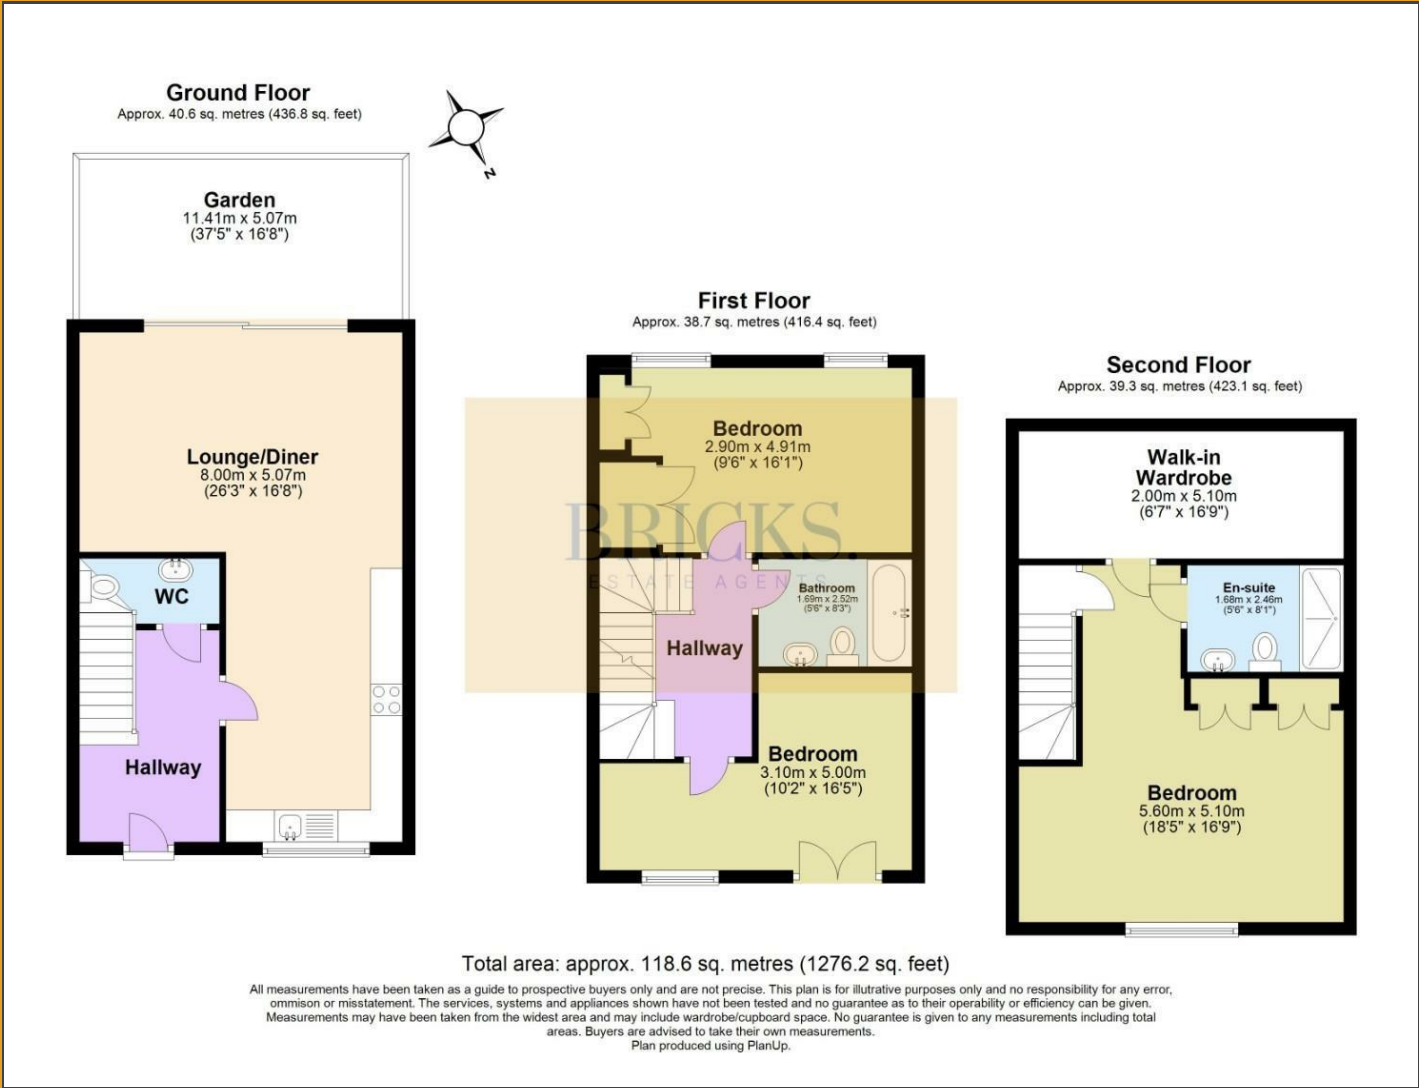 Ground Floor
Approx. 40.6 sq. metres (436.8 sq. feet)
N
Garden
11.41m x 5.07m
(37'5" x 16'8")
Lounge/Diner
8.00m x 5.07m
(26'3" x 16'8")
WC
Hallway
First Floor
Approx. 38.7 sq. metres (416.4 sq. feet)
Bedroom
2.90m x 4.91m
(9'6" x 16'1")
BRICKS.
ESTATE AGENTS
Bathroom
1.69m x 2.52m
(5'6" x 8'3")
Hallway
Bedroom
3.10m x 5.00m
(10'2" x 16'5")
Second Floor
Approx. 39.3 sq. metres (423.1 sq. feet)
Walk-in
Wardrobe
2.00m x 5.10m
(6'7" x 16'9")
En-suite
1.68m x 2.46m
(5'6" x 8'1")
Bedroom
5.60m x 5.10m
(18'5" x 16'9")
Total area: approx. 118.6 sq. metres (1276.2 sq. feet)
All measurements have been taken as a guide to prospective buyers only and are not precise. This plan is for illutrative purposes only and no responsibility for any error,
ommison or misstatement. The services, systems and appliances shown have not been tested and no guarantee as to their operability or efficiency can be given.
Measurements may have been taken from the widest area and may include wardrobe/cupboard space. No guarantee is given to any measurements including total
areas. Buyers are advised to take their own measurements.
Plan produced using PlanUp.